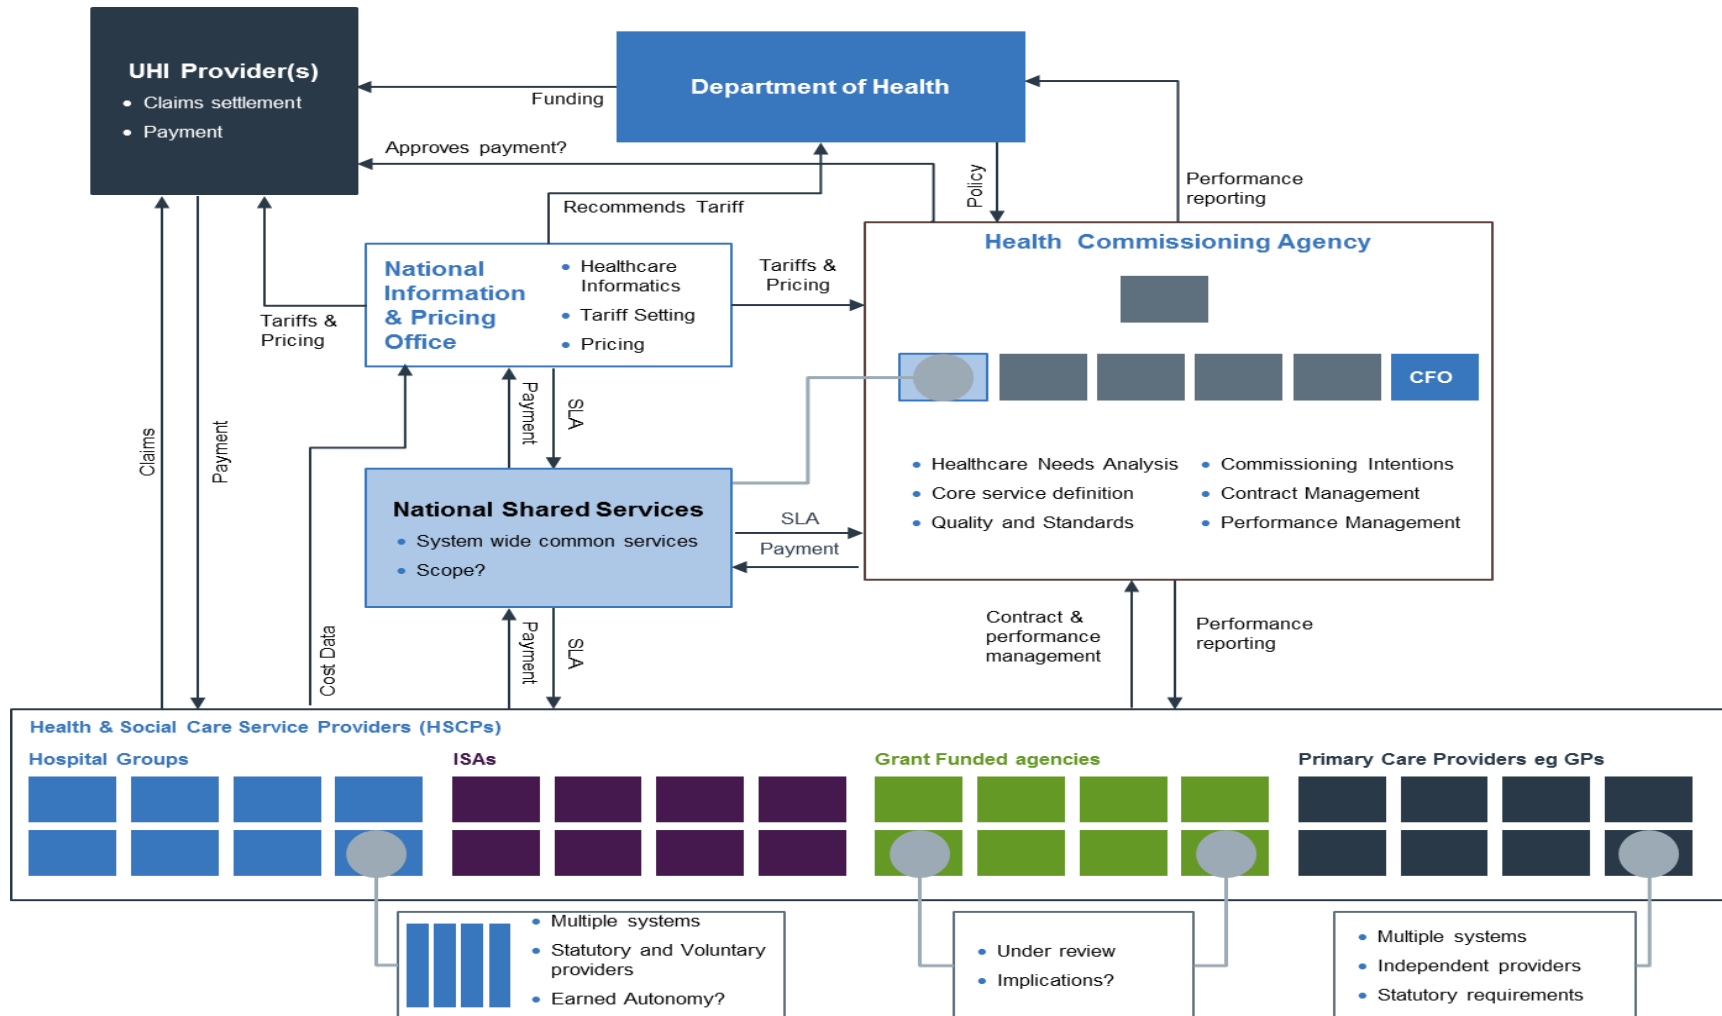 UHI Provider(s)
• Claims settlement
• Payment
Department of Health
Funding
Approves payment?
Policy
Performance
reporting
Recommends Tariff
Health Commissioning Agency
National
Information
& Pricing
Office
• Healthcare
Informatics
• Tariff Setting
• Pricing
Tariffs &
Pricing
Tariffs &
Pricing
CFO
Payment
SLA
Claims
Payment
• Healthcare Needs Analysis
• Core service definition
• Quality and Standards
• Commissioning Intentions
• Contract Management
• Performance Management
National Shared Services
• System wide common services
• Scope?
SLA
Payment
Cost Data
Payment
SLA
Contract &
performance
management
Performance
reporting
Health & Social Care Service Providers (HSCPs)
Hospital Groups
ISAs
Grant Funded agencies
Primary Care Providers eg GPs
• Multiple systems
• Statutory and Voluntary
providers
• Earned Autonomy?
• Under review
• Implications?
• Multiple systems
• Independent providers
• Statutory requirements